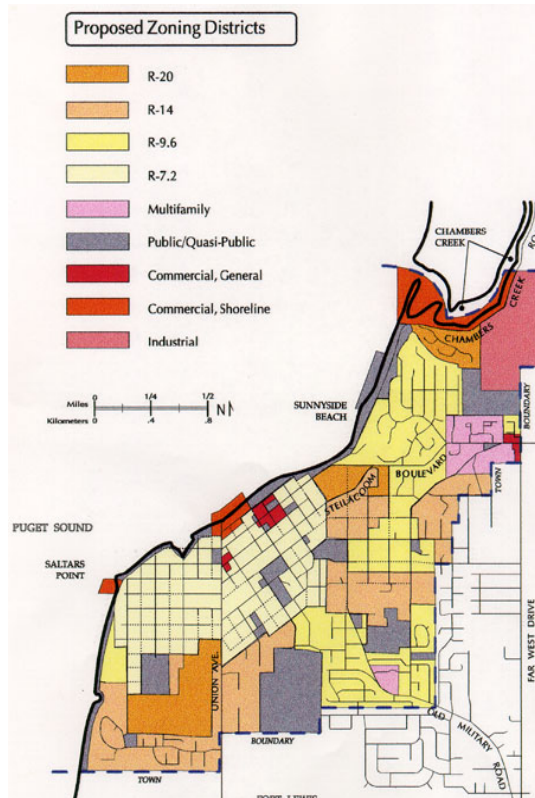 Proposed Zoning Districts
R-20
R-14
R-9.6
R-7.2
Multifamily
Public/Quasi-Public
Commercial, General
Commercial, Shoreline
Industrial
Miles 0 1/4 1/2
Kilometers 0 .4 .8
N
CHAMBERS
CREEK
CREEK
CHAMBERS
SUNNYSIDE
BEACH
BOUNDARY
TOWN
BOULEVARD
STEILACOOM
PUGET SOUND
SALTARS
POINT
UNION AVE.
FAR WEST DRIVE
OLD MILITARY ROAD
BOUNDARY
TOWN